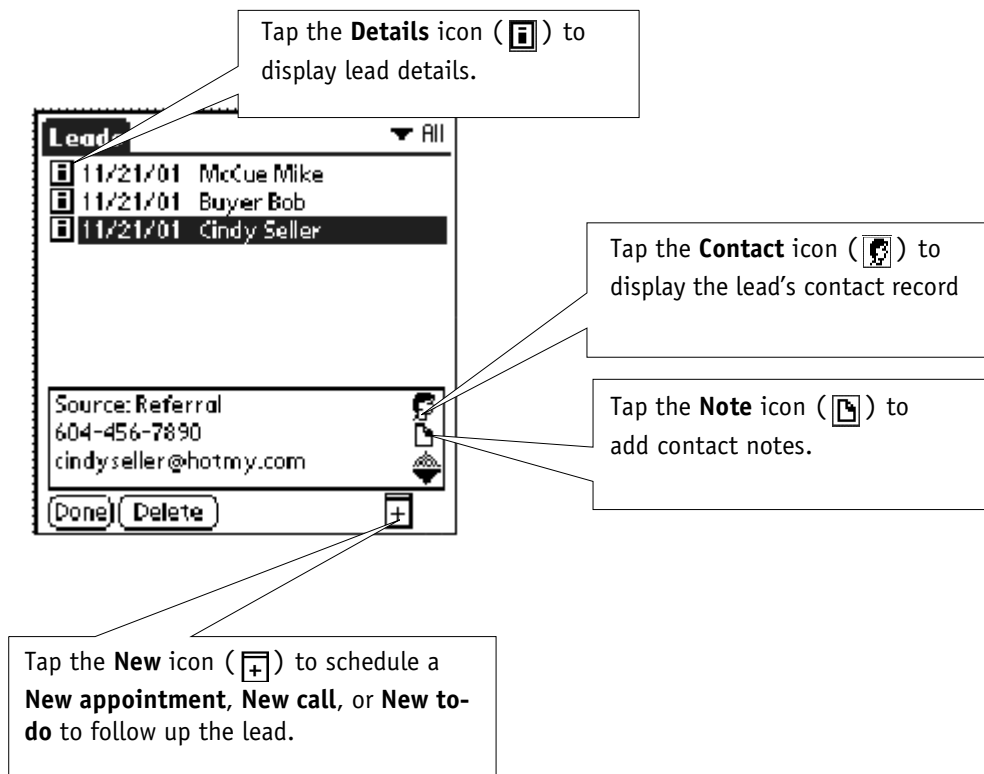 Tap the Details icon ( ) to
display lead details.
Leads
All
11/21/01 McCue Mike
11/21/01 Buyer Bob
11/21/01 Cindy Seller
Tap the Contact icon ( ) to
display the lead's contact record
Source: Referral
604-456-7890
cindyseller@hotmy.com
Tap the Note icon ( ) to
add contact notes.
Done Delete
Tap the New icon ( ) to schedule a
New appointment, New call, or New to-
do to follow up the lead.